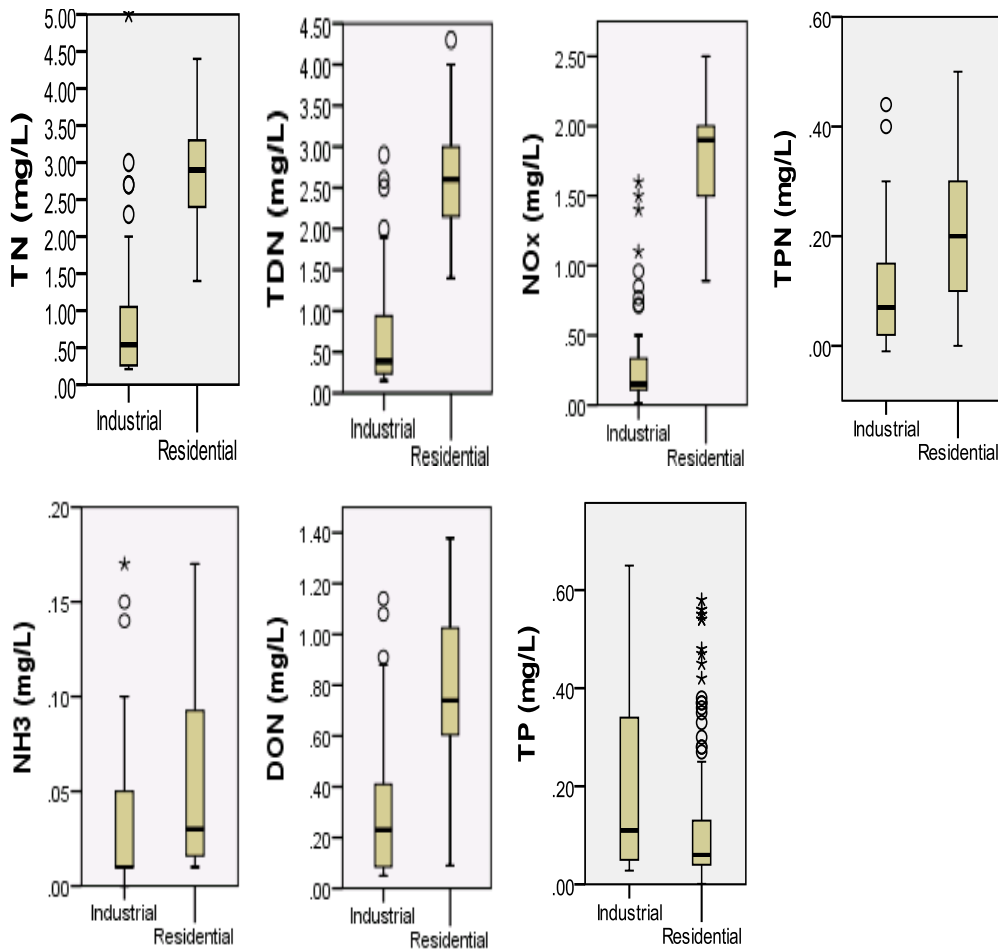 TN (mg/L)
5.00
4.50
4.00
3.50
3.00
2.50
2.00
1.50
1.00
.50
.00
Industrial
Residential
TDN (mg/L)
4.50
4.00
3.50
3.00
2.50
2.00
1.50
1.00
.50
.00
Industrial
Residential
NOx (mg/L)
2.50
2.00
1.50
1.00
.50
.00
Industrial
Residential
TPN (mg/L)
.60
.40
.20
.00
Industrial
Residential
NH3 (mg/L)
.20
.15
.10
.05
.00
Industrial
Residential
DON (mg/L)
1.40
1.20
1.00
.80
.60
.40
.20
.00
Industrial
Residential
TP (mg/L)
.60
.40
.20
.00
Industrial
Residential